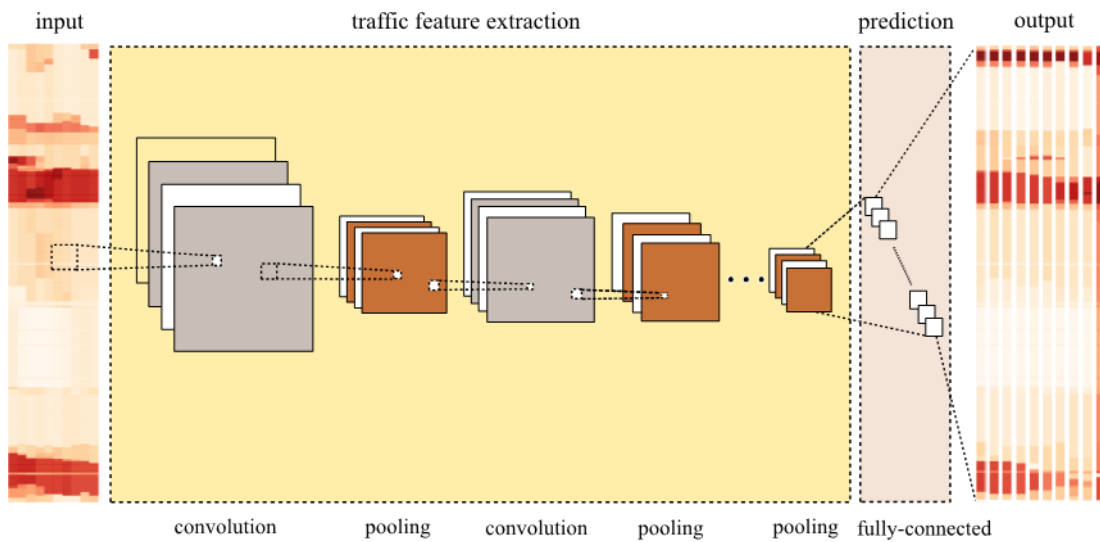 input
traffic feature extraction
prediction
output
convolution
pooling
convolution
pooling
pooling
fully-connected